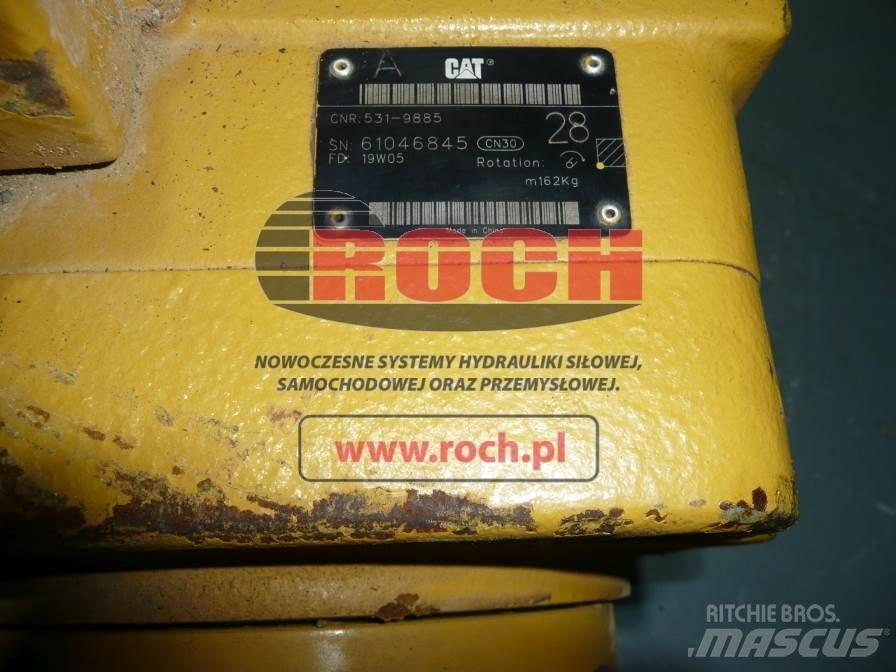 A CAT®
CNR: 531-9885
SN: 61046845 CN30 28
FD: 19W05 Rotation:
m162Kg
Made in China
ROCH
NOWOCZESNE SYSTEMY HYDRAULIKI SIŁOWEJ,
SAMOCHODOWEJ ORAZ PRZEMYSŁOWEJ.
www.roch.pl
RITCHIE BROS.
MASCUS